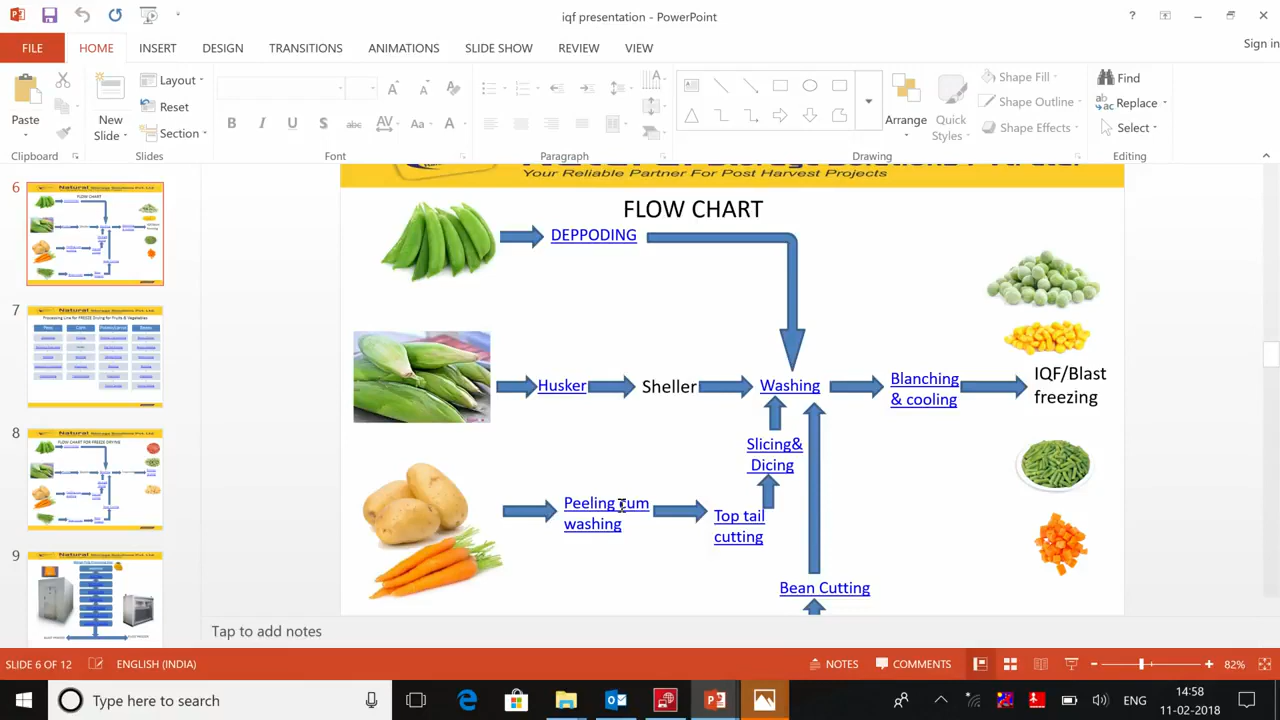 iqf presentation - PowerPoint
?
Sign in
FILE HOME INSERT DESIGN TRANSITIONS ANIMATIONS SLIDE SHOW REVIEW VIEW
Paste
New
Slide
Layout
Reset
Section
B I U S abc AV Aa A
Arrange
Quick
Styles
Shape Fill
Shape Outline
Shape Effects
Find
Replace
Select
Clipboard Slides Font Paragraph Drawing Editing
6
7
8
9
Your Reliable Partner For Post Harvest Projects
FLOW CHART
DEPPODING
Husker
Sheller
Washing
Blanching
& cooling
IQF/Blast
freezing
Slicing&
Dicing
Peeling cum
washing
Top tail
cutting
Bean Cutting
Tap to add notes
SLIDE 6 OF 12 ENGLISH (INDIA) NOTES COMMENTS 82%
Type here to search
ENG
14:58
11-02-2018